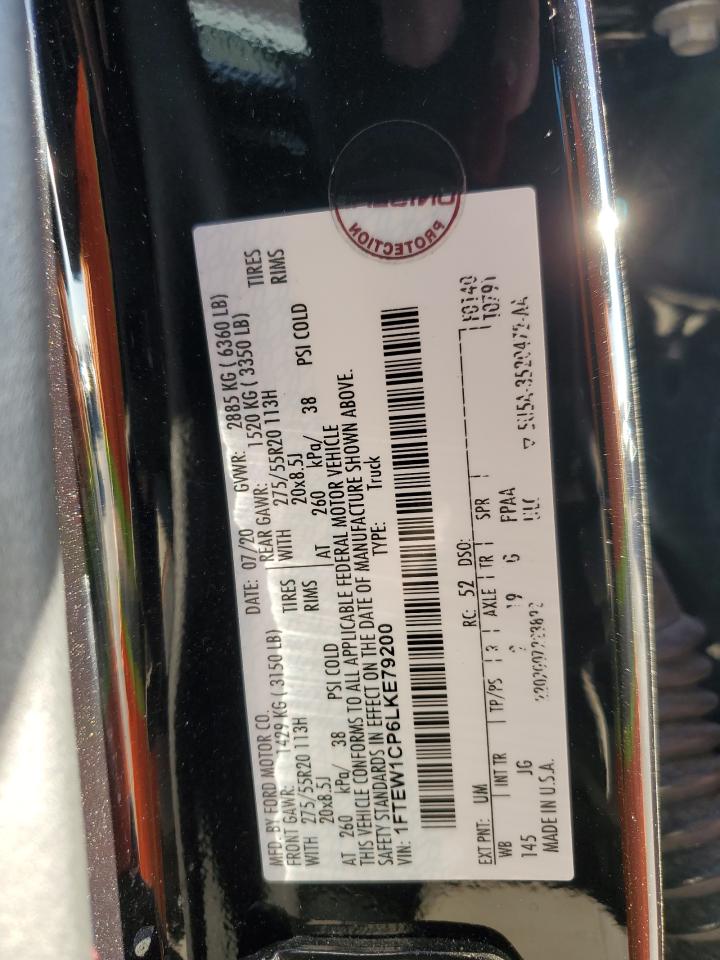 MFD. BY FORD MOTOR CO.
DATE: 07/20 GVWR: 2885 KG ( 6360 LB)
FRONT GAWR: 1429 KG ( 3150 LB) REAR GAWR: 1520 KG ( 3350 LB)
WITH 275/55R20 113H TIRES WITH 275/55R20 113H TIRES
20x8.5J RIMS 20x8.5J RIMS
AT 260 kPa/ 38 PSI COLD AT 260 kPa/ 38 PSI COLD
THIS VEHICLE CONFORMS TO ALL APPLICABLE FEDERAL MOTOR VEHICLE
SAFETY STANDARDS IN EFFECT ON THE DATE OF MANUFACTURE SHOWN ABOVE.
VIN: 1FTEW1CP6LKE79200 TYPE: Truck
EXT PNT: UM RC: 52 DSO:
WB INT TR TP/PS R AXLE TR SPR
145 JG 19 6 FPAA
MADE IN U.S.A.
F0140
T0791
PROTECTION